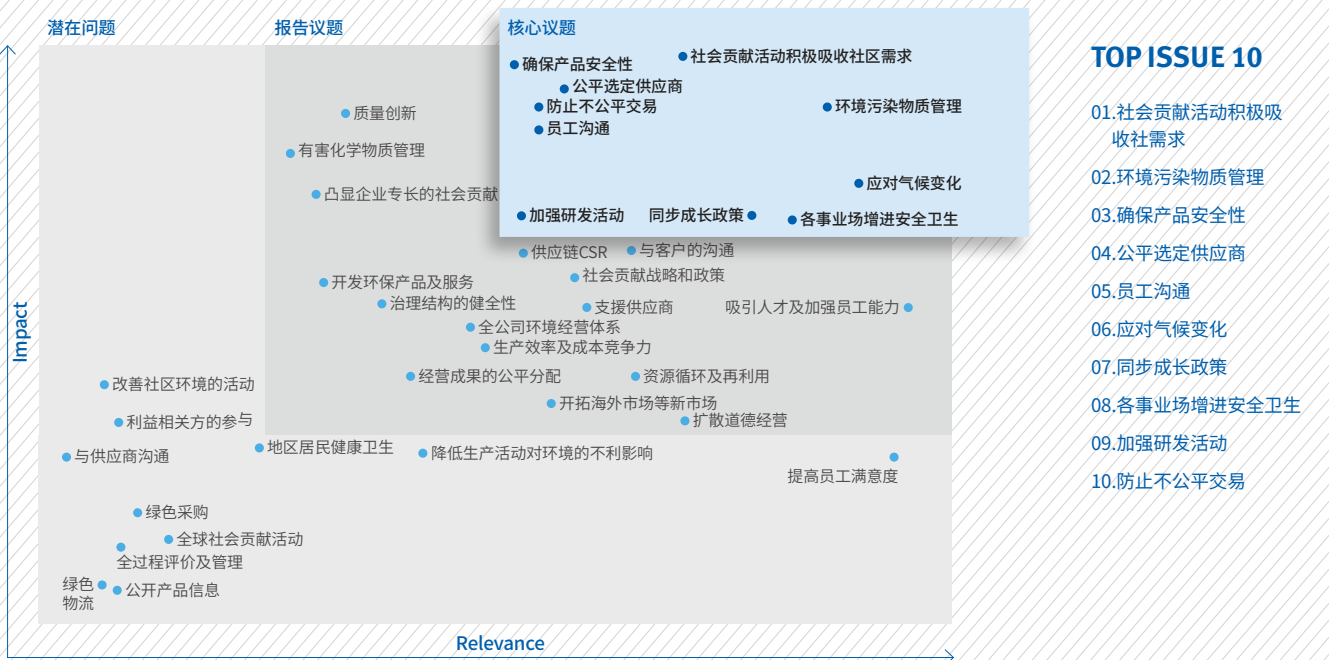 潜在问题
报告议题
核心议题
确保产品安全性
社会贡献活动积极吸收社区需求
公平选定供应商
防止不公平交易
环境污染物质管理
员工沟通
应对气候变化
加强研发活动
同步成长政策
各事业场增进安全卫生
质量创新
有害化学物质管理
凸显企业专长的社会贡献
供应链CSR
与客户的沟通
社会贡献战略和政策
开发环保产品及服务
治理结构的健全性
支援供应商
吸引人才及加强员工能力
全公司环境经营体系
生产效率及成本竞争力
经营成果的公平分配
资源循环及再利用
开拓海外市场等新市场
扩散道德经营
改善社区环境的活动
利益相关方的参与
与供应商沟通
地区居民健康卫生
降低生产活动对环境的不利影响
提高员工满意度
绿色采购
全球社会贡献活动
全过程评价及管理
绿色
物流
公开产品信息
Impact
Relevance
TOP ISSUE 10
01.社会贡献活动积极吸
收社需求
02.环境污染物质管理
03.确保产品安全性
04.公平选定供应商
05.员工沟通
06.应对气候变化
07.同步成长政策
08.各事业场增进安全卫生
09.加强研发活动
10.防止不公平交易